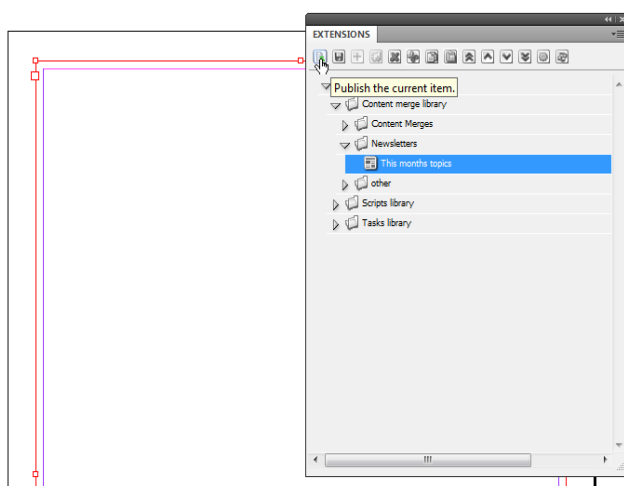 EXTENSIONS
Publish the current item.
Content merge library
Content Merges
Newsletters
This months topics
other
Scripts library
Tasks library